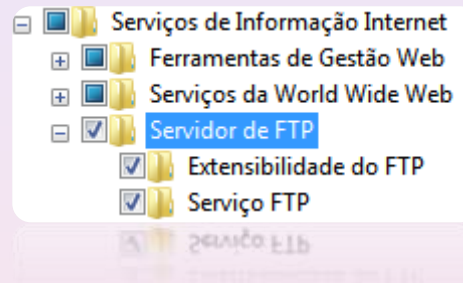 Serviços de Informação Internet
Ferramentas de Gestão Web
Serviços da World Wide Web
Servidor de FTP
Extensibilidade do FTP
Serviço FTP